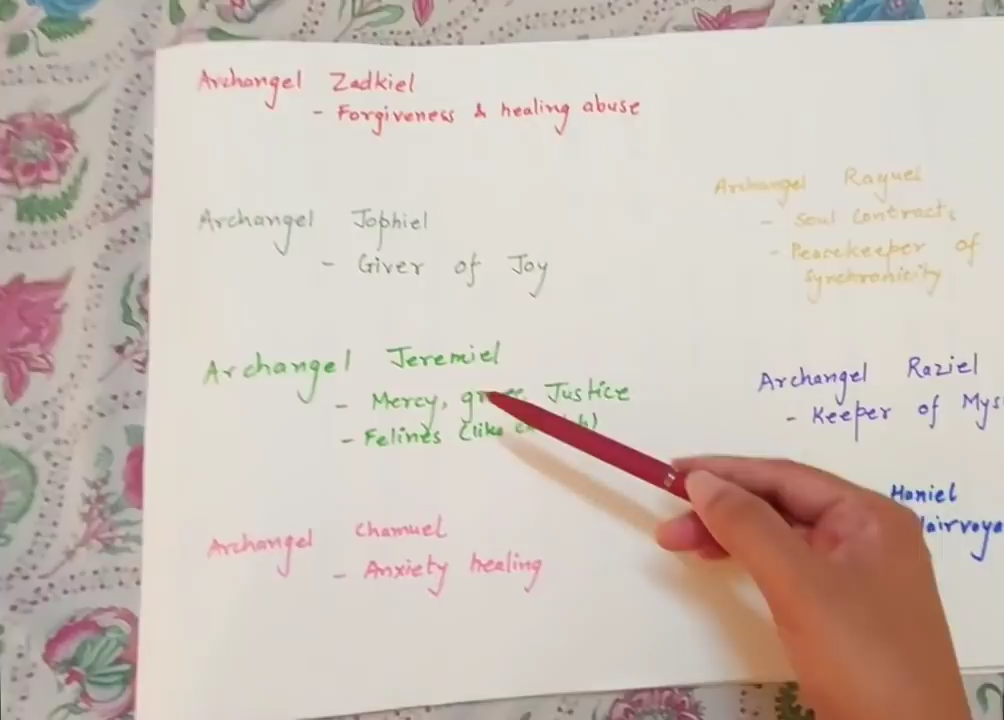 Archangel Zadkiel
- Forgiveness & healing abuse
Archangel Jophiel
- Giver of Joy
Archangel Jeremiel
- Mercy, Justice
- Felines (like
Archangel Chamuel
- Anxiety healing
Archangel Raguel
- Soul Contracts
- Peacekeeper of
Synchronicity
Archangel Raziel
- Keeper of
Haniel